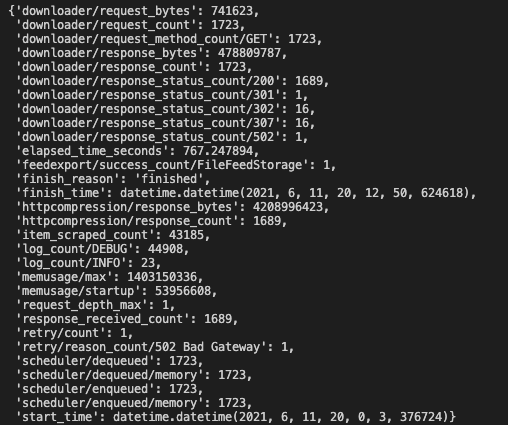 {'downloader/request_bytes': 741623,
'downloader/request_count': 1723,
'downloader/request_method_count/GET': 1723,
'downloader/response_bytes': 478809787,
'downloader/response_count': 1723,
'downloader/response_status_count/200': 1689,
'downloader/response_status_count/301': 1,
'downloader/response_status_count/302': 16,
'downloader/response_status_count/307': 16,
'downloader/response_status_count/502': 1,
'elapsed_time_seconds': 767.247894,
'feedexport/success_count/FileFeedStorage': 1,
'finish_reason': 'finished',
'finish_time': datetime.datetime(2021, 6, 11, 20, 12, 50, 624618),
'httpcompression/response_bytes': 4208996423,
'httpcompression/response_count': 1689,
'item_scraped_count': 43185,
'log_count/DEBUG': 44908,
'log_count/INFO': 23,
'memusage/max': 1403150336,
'memusage/startup': 53956608,
'request_depth_max': 1,
'response_received_count': 1689,
'retry/count': 1,
'retry/reason_count/502 Bad Gateway': 1,
'scheduler/dequeued': 1723,
'scheduler/dequeued/memory': 1723,
'scheduler/enqueued': 1723,
'scheduler/enqueued/memory': 1723,
'start_time': datetime.datetime(2021, 6, 11, 20, 0, 3, 376724)}